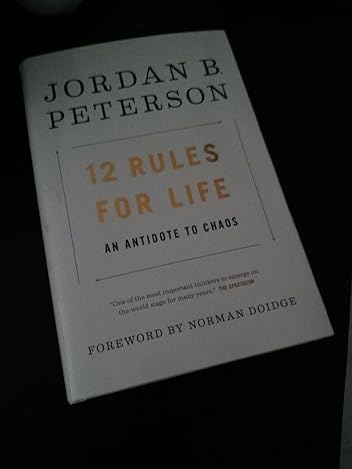 JORDAN B.
PETERSON
12 RULES
FOR LIFE
AN ANTIDOTE TO CHAOS
"One of the most important thinkers to emerge on
the world stage for many years." THE SPECTATOR
FOREWORD BY NORMAN DOIDGE